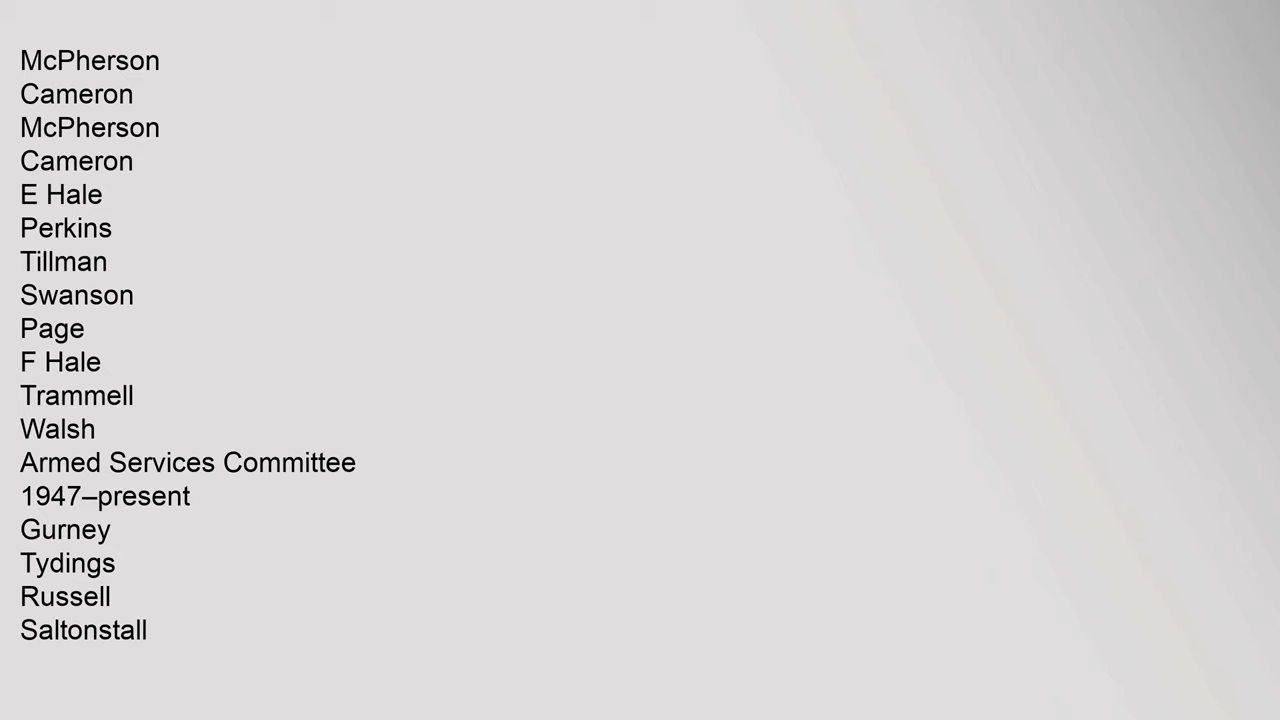 McPherson
Cameron
McPherson
Cameron
E Hale
Perkins
Tillman
Swanson
Page
F Hale
Trammell
Walsh
Armed Services Committee
1947–present
Gurney
Tydings
Russell
Saltonstall